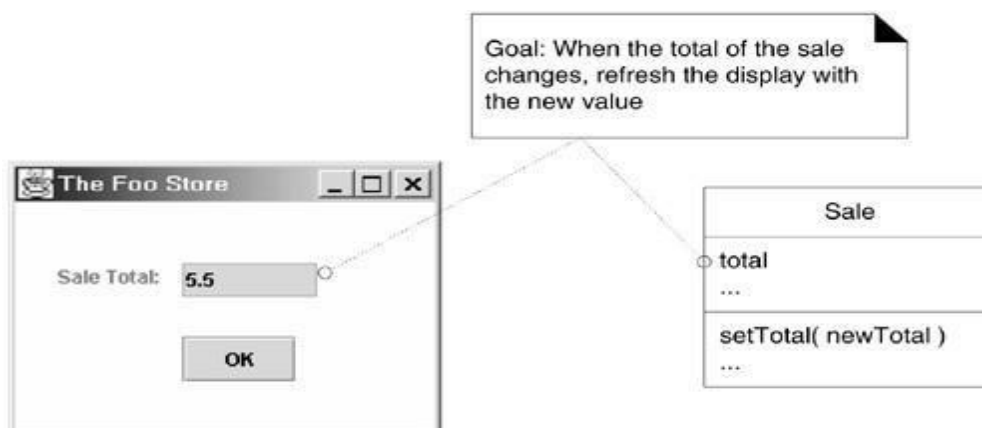 Goal: When the total of the sale
changes, refresh the display with
the new value
The Foo Store
Sale Total:
5.5
OK
Sale
total
...
setTotal( newTotal )
...